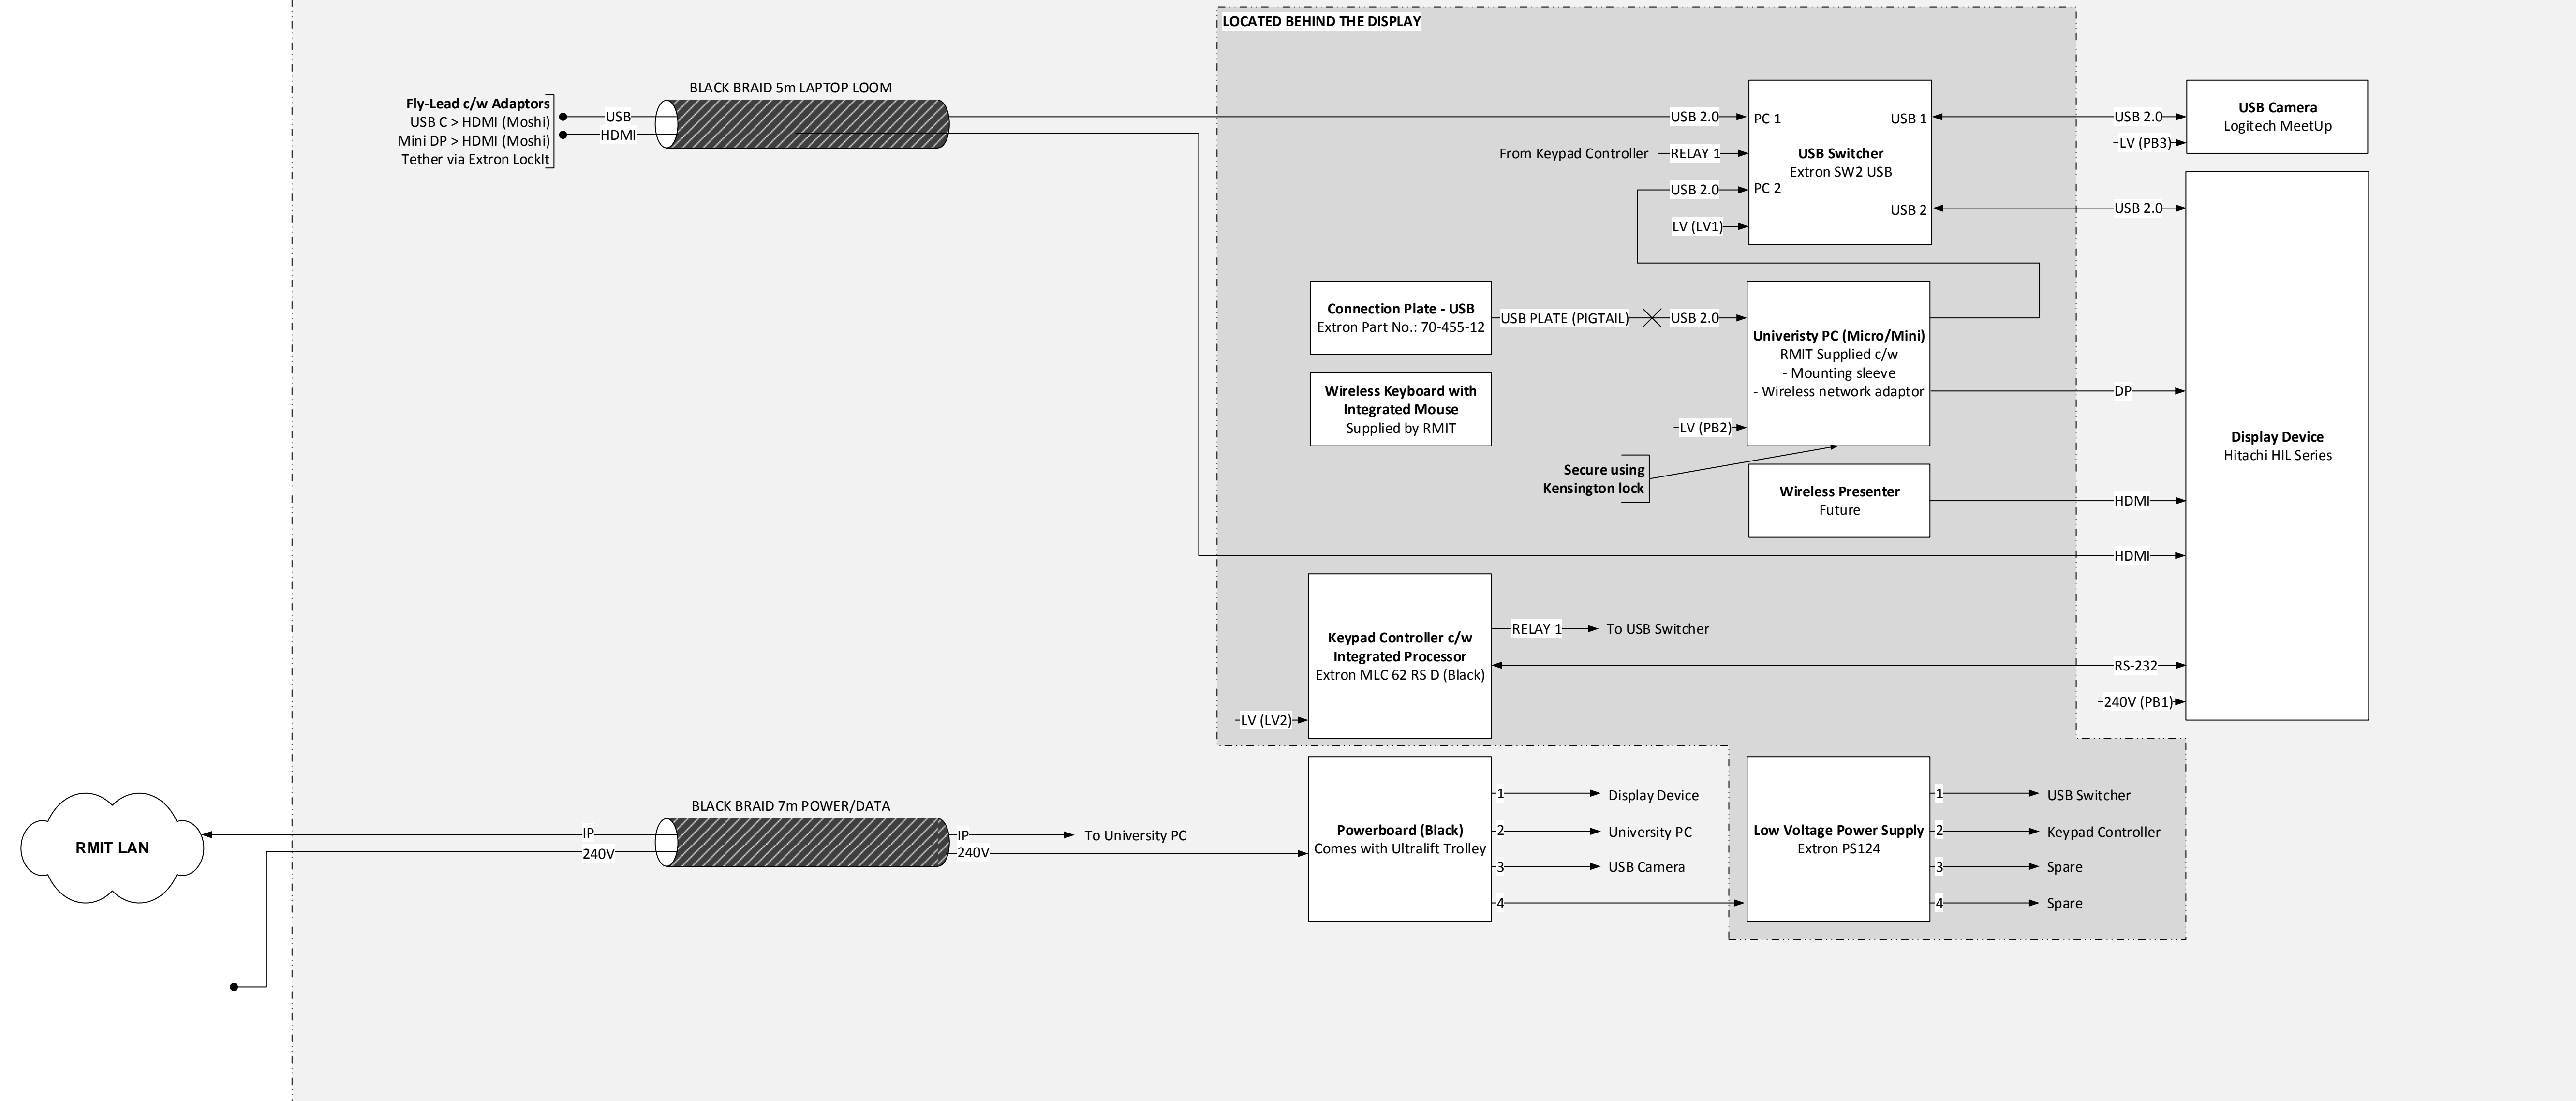 LOCATED BEHIND THE DISPLAY
BLACK BRAID 5m LAPTOP LOOM
Fly-Lead c/w Adaptors
USB C > HDMI (Moshi)
Mini DP > HDMI (Moshi)
Tether via Extron LockIt
USB
HDMI
USB 2.0
From Keypad Controller
RELAY 1
USB 2.0
LV (LV1)
PC 1
PC 2
USB 1
USB 2
USB Switcher
Extron SW2 USB
USB 2.0
LV (PB3)
USB 2.0
USB Camera
Logitech MeetUp
Connection Plate - USB
Extron Part No.: 70-455-12
USB PLATE (PIGTAIL)
USB 2.0
Univeristy PC (Micro/Mini)
RMIT Supplied c/w
- Mounting sleeve
- Wireless network adaptor
Wireless Keyboard with
Integrated Mouse
Supplied by RMIT
LV (PB2)
Secure using
Kensington lock
Wireless Presenter
Future
DP
HDMI
HDMI
RS-232
240V (PB1)
Display Device
Hitachi HIL Series
Keypad Controller c/w
Integrated Processor
Extron MLC 62 RS D (Black)
RELAY 1
To USB Switcher
LV (LV2)
RMIT LAN
BLACK BRAID 7m POWER/DATA
IP
240V
IP
240V
To University PC
Powerboard (Black)
Comes with Ultralift Trolley
1
Display Device
2
University PC
3
USB Camera
4
Low Voltage Power Supply
Extron PS124
1
USB Switcher
2
Keypad Controller
3
Spare
4
Spare